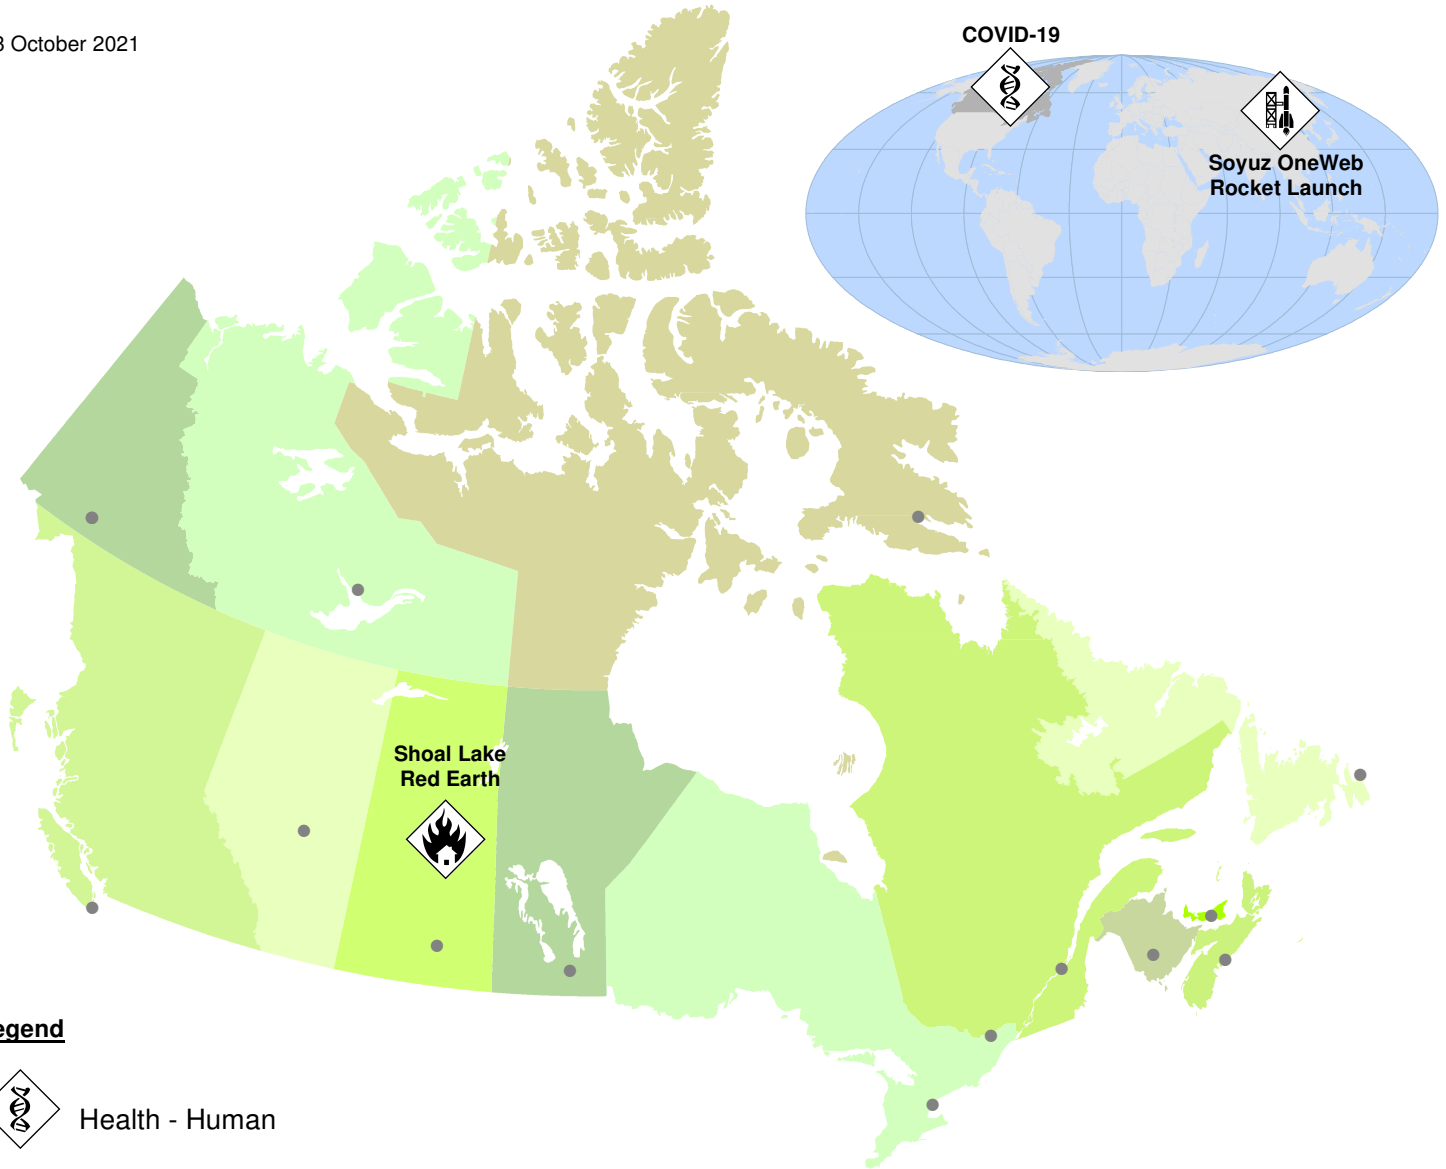 3 October 2021
COVID-19
Soyuz OneWeb
Rocket Launch
Shoal Lake
Red Earth
egend
Health - Human